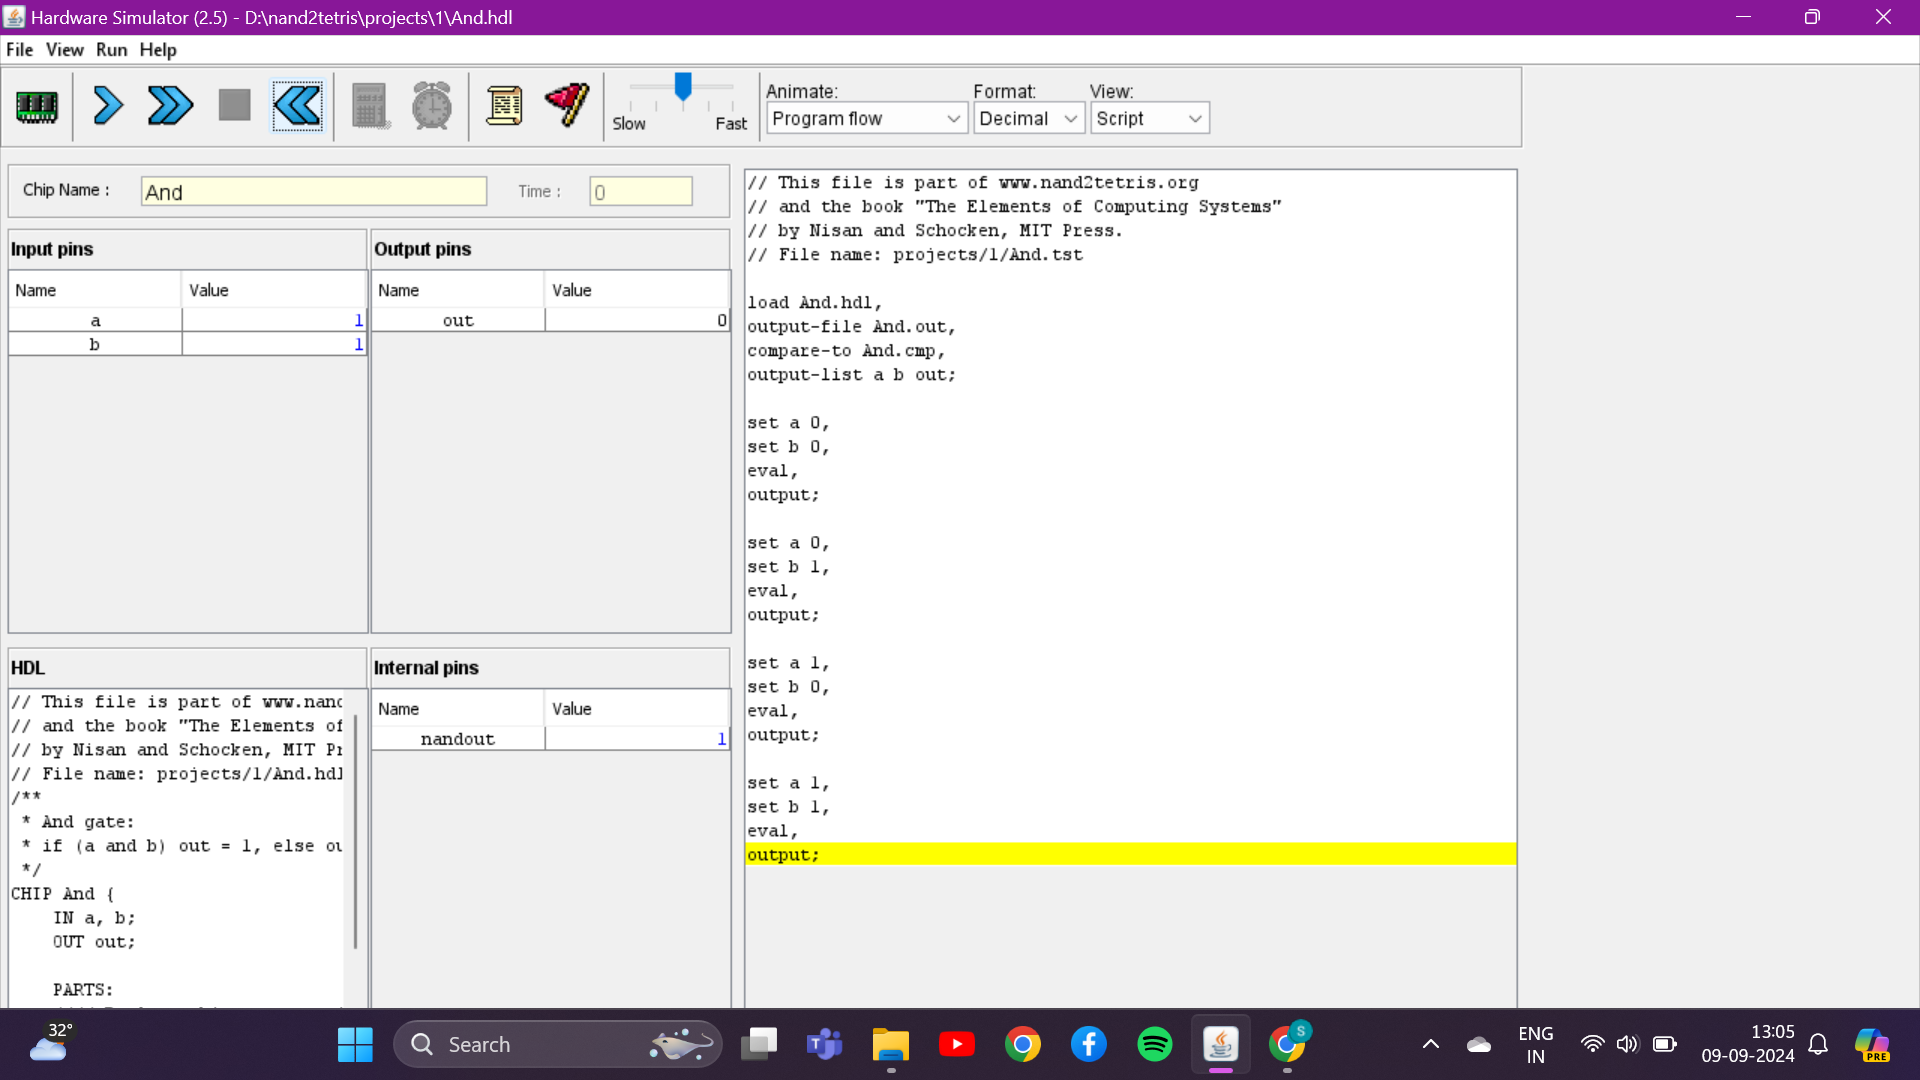 Hardware Simulator (2.5) - D:\nand2tetris\projects\1\And.hdl
File View Run Help
Slow Fast
Animate: Format: View:
Program flow Decimal Script
Chip Name : And Time : 0
Input pins
Name Value
a 1
b 1
Output pins
Name Value
out 0
HDL
// This file is part of www.nand
// and the book "The Elements of
// by Nisan and Schocken, MIT Pr
// File name: projects/1/And.hdl
/**
* And gate:
* if (a and b) out = 1, else ou
*/
CHIP And {
IN a, b;
OUT out;
PARTS:
Internal pins
Name Value
nandout 1
// This file is part of www.nand2tetris.org
// and the book "The Elements of Computing Systems"
// by Nisan and Schocken, MIT Press.
// File name: projects/1/And.tst
load And.hdl,
output-file And.out,
compare-to And.cmp,
output-list a b out;
set a 0,
set b 0,
eval,
output;
set a 0,
set b 1,
eval,
output;
set a 1,
set b 0,
eval,
output;
set a 1,
set b 1,
eval,
output;
32°
Search
S
ENG
IN
13:05
09-09-2024
PRE